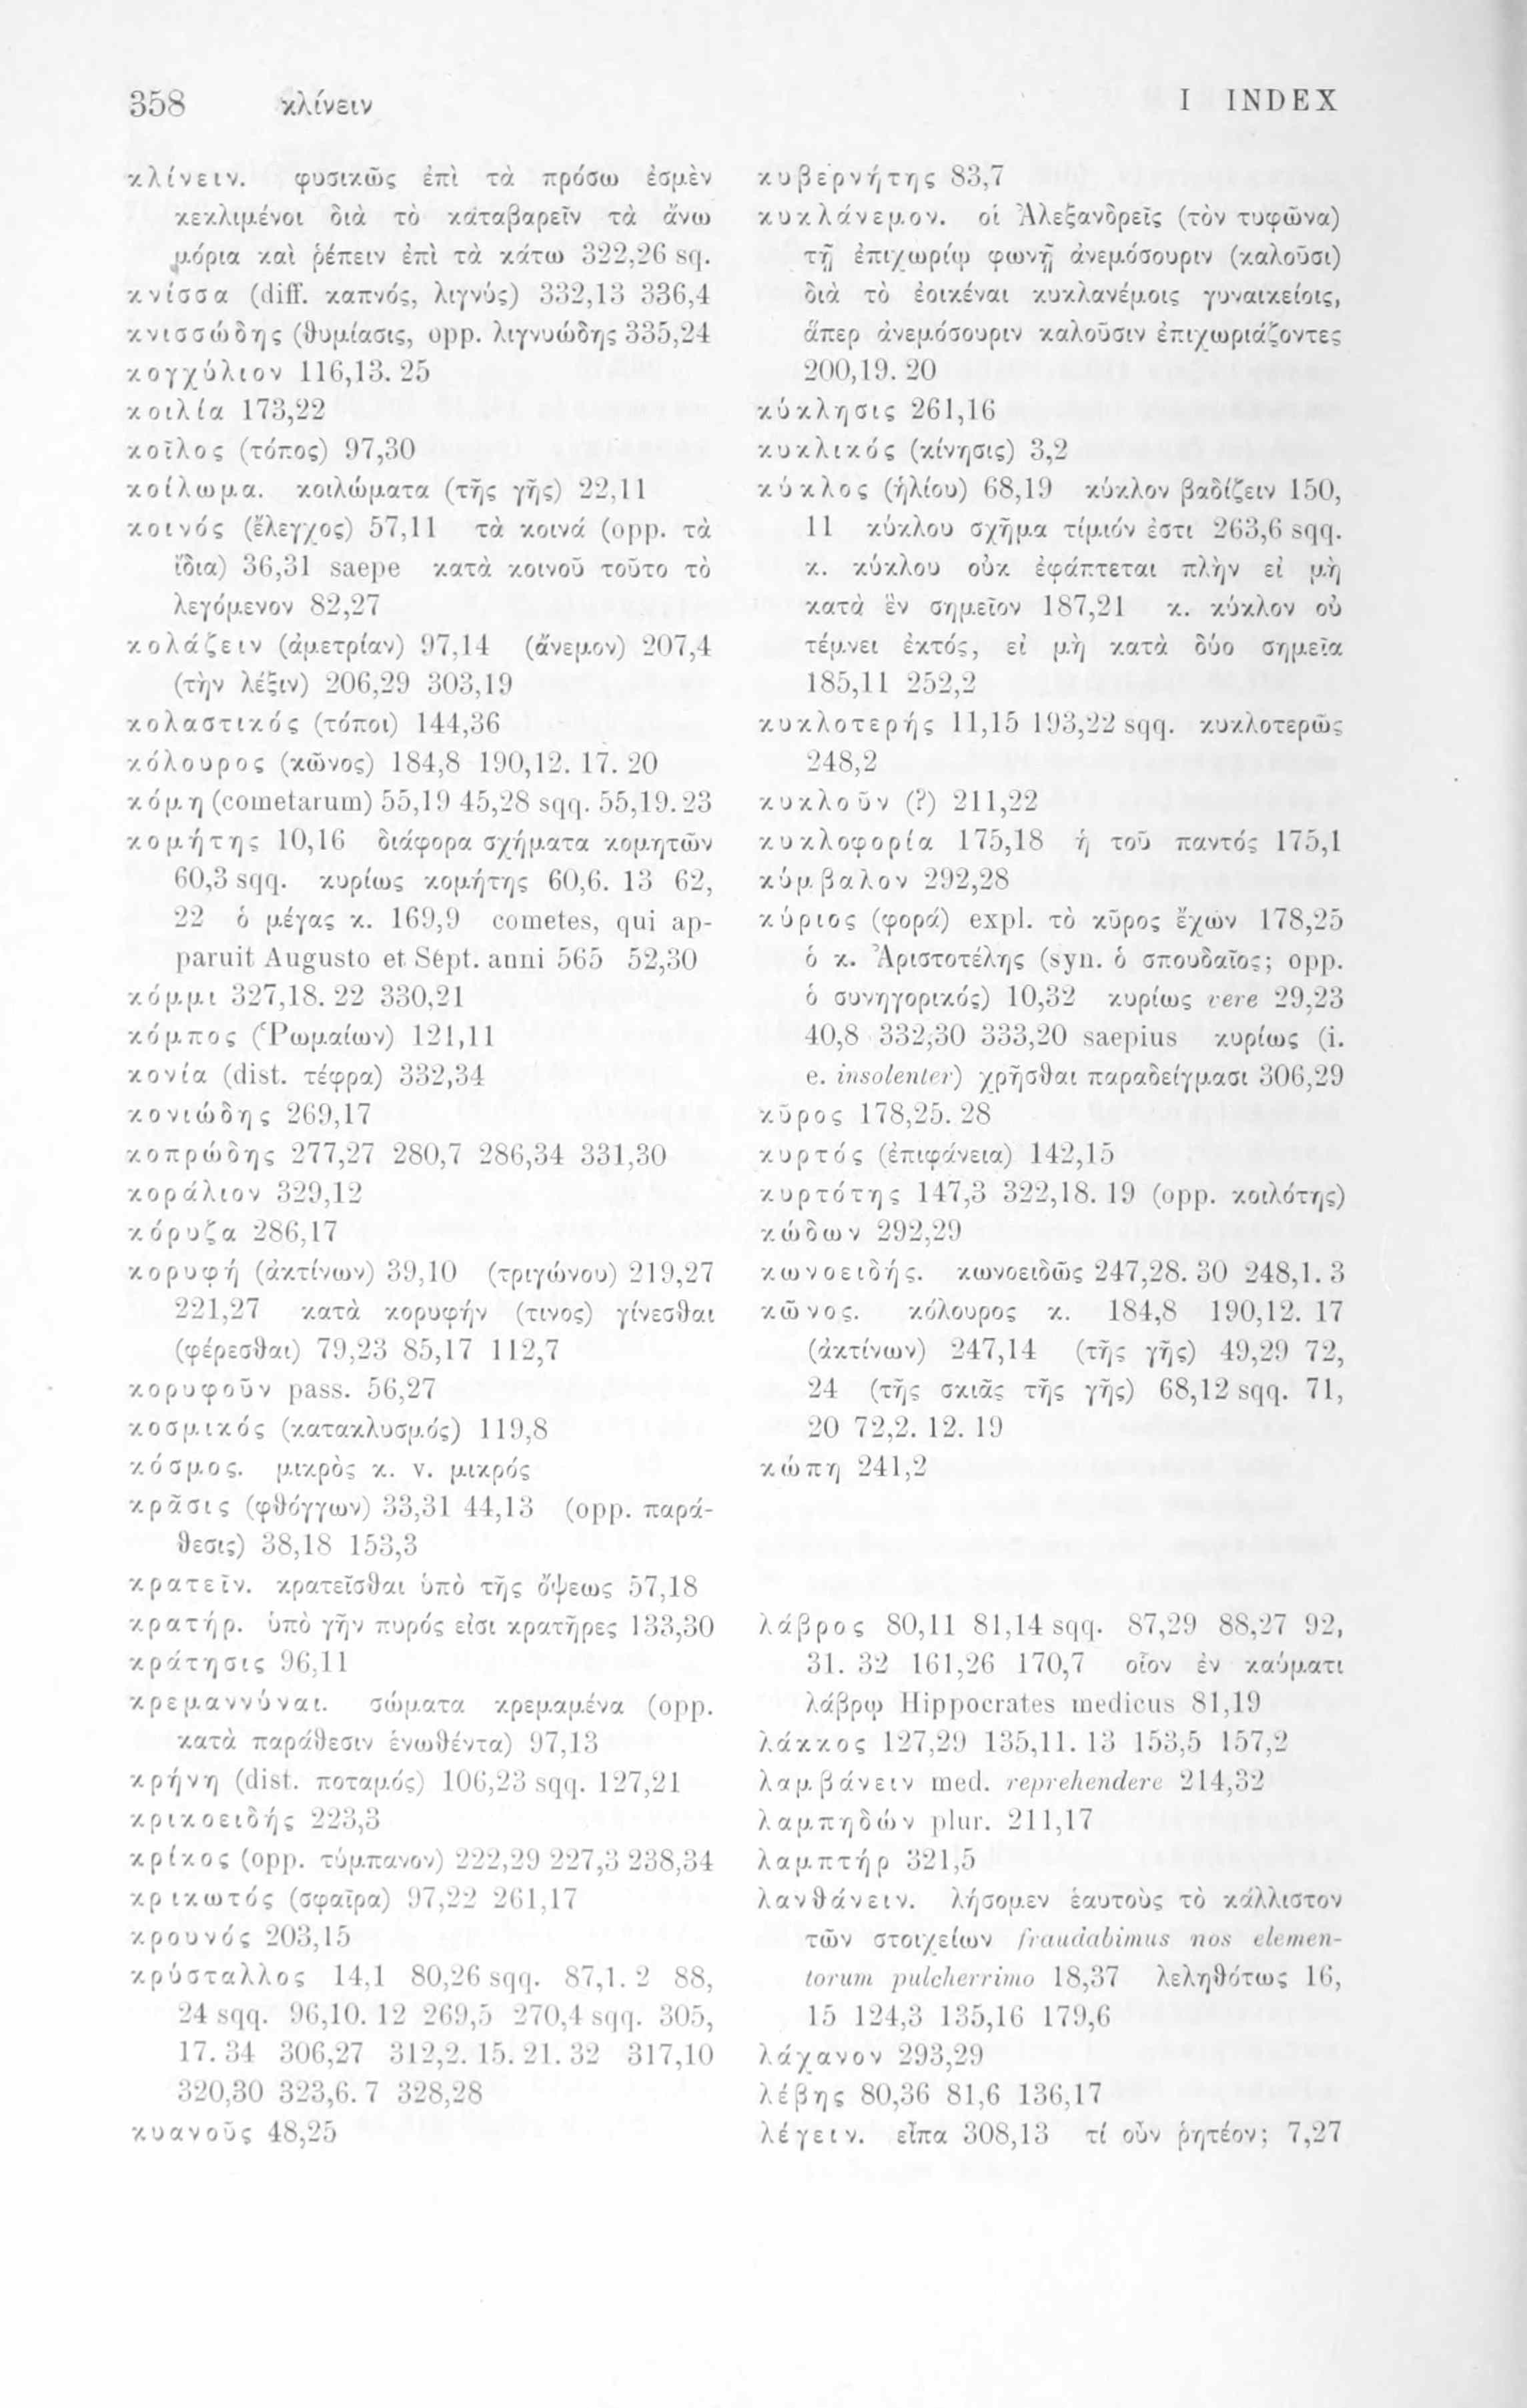 358 κλίνειν I INDEX
κλίνειν. φυσικῶς ἐπὶ τὰ πρόσω ἐσμὲν
κεκλιμένοι διὰ τὸ καταβαρεῖν τὰ ἄνω
μόρια καὶ ῥέπειν ἐπὶ τὰ κάτω 322,26 sq.
κνίσσα (diff. καπνός, λιγνύς) 332,13 336,4
κνισσώδης (θυμίασις, opp. λιγνυώδης 335,24
κογχύλιον 116,13. 25
κοιλία 173,22
κοῖλος (τόπος) 97,30
κοίλωμα. κοιλώματα (τῆς γῆς) 22,11
κοινός (ἔλεγχος) 57,11 τὰ κοινά (opp. τὰ
ἴδια) 36,31 saepe κατὰ κοινοῦ τοῦτο τὸ
λεγόμενον 82,27
κολάζειν (ἀμετρίαν) 97,14 (ἄνεμον) 207,4
(τὴν λέξιν) 206,29 303,19
κολαστικός (τόποι) 144,36
κόλουρος (κῶνος) 184,8 190,12. 17. 20
κόμη (cometarum) 55,19 45,28 sqq. 55,19. 23
κομήτης 10,16 διάφορα σχήματα κομητῶν
60,3 sqq. κυρίως κομήτης 60,6. 13 62,
22 ὁ μέγας κ. 169,9 cometes, qui ap-
paruit Augusto et Sept. anni 565 52,30
κόμμι 327,18. 22 330,21
κόμπος (Ῥωμαίων) 121,11
κονία (dist. τέφρα) 332,34
κονιώδης 269,17
κοπρώδης 277,27 280,7 286,34 331,30
κοράλιον 329,12
κόρυζα 286,17
κορυφή (ἀκτίνων) 39,10 (τριγώνου) 219,27
221,27 κατὰ κορυφήν (τινος) γίνεσθαι
(φέρεσθαι) 79,23 85,17 112,7
κορυφοῦν pass. 56,27
κοσμικός (κατακλυσμός) 119,8
κόσμος. μικρὸς κ. v. μικρός
κρᾶσις (φθόγγων) 33,31 44,13 (opp. παρά-
θεσις) 38,18 153,3
κρατεῖν. κρατεῖσθαι ὑπὸ τῆς ὄψεως 57,18
κρατήρ. ὑπὸ γῆν πυρός εἰσι κρατῆρες 133,30
κράτησις 96,11
κρεμαννύναι. σώματα κρεμαμένα (opp.
κατὰ παράθεσιν ἑνωθέντα) 97,13
κρήνη (dist. ποταμός) 106,23 sqq. 127,21
κρικοειδής 223,3
κρίκος (opp. τύμπανον) 222,29 227,3 238,34
κρικωτός (σφαῖρα) 97,22 261,17
κρουνός 203,15
κρύσταλλος 14,1 80,26 sqq. 87,1. 2 88,
24 sqq. 96,10. 12 269,5 270,4 sqq. 305,
17. 34 306,27 312,2. 15. 21. 32 317,10
320,30 323,6. 7 328,28
κυανοῦς 48,25
κυβερνήτης 83,7
κυκλάνεμον. οἱ Ἀλεξανδρεῖς (τὸν τυφῶνα)
τῇ ἐπιχωρίῳ φωνῇ ἀνεμόσουριν (καλοῦσι)
διὰ τὸ ἐοικέναι κυκλανέμοις γυναικείοις,
ἅπερ ἀνεμόσουριν καλοῦσιν ἐπιχωριάζοντες
200,19. 20
κύκλησις 261,16
κυκλικός (κίνησις) 3,2
κύκλος (ἡλίου) 68,19 κύκλον βαδίζειν 150,
11 κύκλου σχῆμα τίμιόν ἐστι 263,6 sqq.
κ. κύκλου οὐκ ἐφάπτεται πλὴν εἰ μὴ
κατὰ ἓν σημεῖον 187,21 κ. κύκλον οὐ
τέμνει ἐκτός, εἰ μὴ κατὰ δύο σημεῖα
185,11 252,2
κυκλοτερής 11,15 193,22 sqq. κυκλοτερῶς
248,2
κυκλοῦν (?) 211,22
κυκλοφορία 175,18 ἡ τοῦ παντός 175,1
κύμβαλον 292,28
κύριος (φορά) expl. τὸ κῦρος ἔχων 178,25
ὁ κ. Ἀριστοτέλης (syn. ὁ σπουδαῖος; opp.
ὁ συνηγορικός) 10,32 κυρίως vere 29,23
40,8 332,30 333,20 saepius κυρίως (i.
e. insolenter) χρῆσθαι παραδείγμασι 306,29
κῦρος 178,25. 28
κυρτός (ἐπιφάνεια) 142,15
κυρτότης 147,3 322,18. 19 (opp. κοιλότης)
κώδων 292,29
κωνοειδής. κωνοειδῶς 247,28. 30 248,1. 3
κῶνος. κόλουρος κ. 184,8 190,12. 17
(ἀκτίνων) 247,14 (τῆς γῆς) 49,29 72,
24 (τῆς σκιᾶς τῆς γῆς) 68,12 sqq. 71,
20 72,2. 12. 19
κώπη 241,2
λάβρος 80,11 81,14 sqq. 87,29 88,27 92,
31. 32 161,26 170,7 οἷον ἐν καύματι
λάβρῳ Hippocrates medicus 81,19
λάκκος 127,29 135,11. 13 153,5 157,2
λαμβάνειν med. reprehendere 214,32
λαμπηδών plur. 211,17
λαμπτήρ 321,5
λανθάνειν. λήσομεν ἑαυτοὺς τὸ κάλλιστον
τῶν στοιχείων fraudabimus nos elemen-
torum pulcherrimo 18,37 λεληθότως 16,
15 124,3 135,16 179,6
λάχανον 293,29
λέβης 80,36 81,6 136,17
λέγειν. εἶπα 308,13 τί οὖν ῥητέον; 7,27